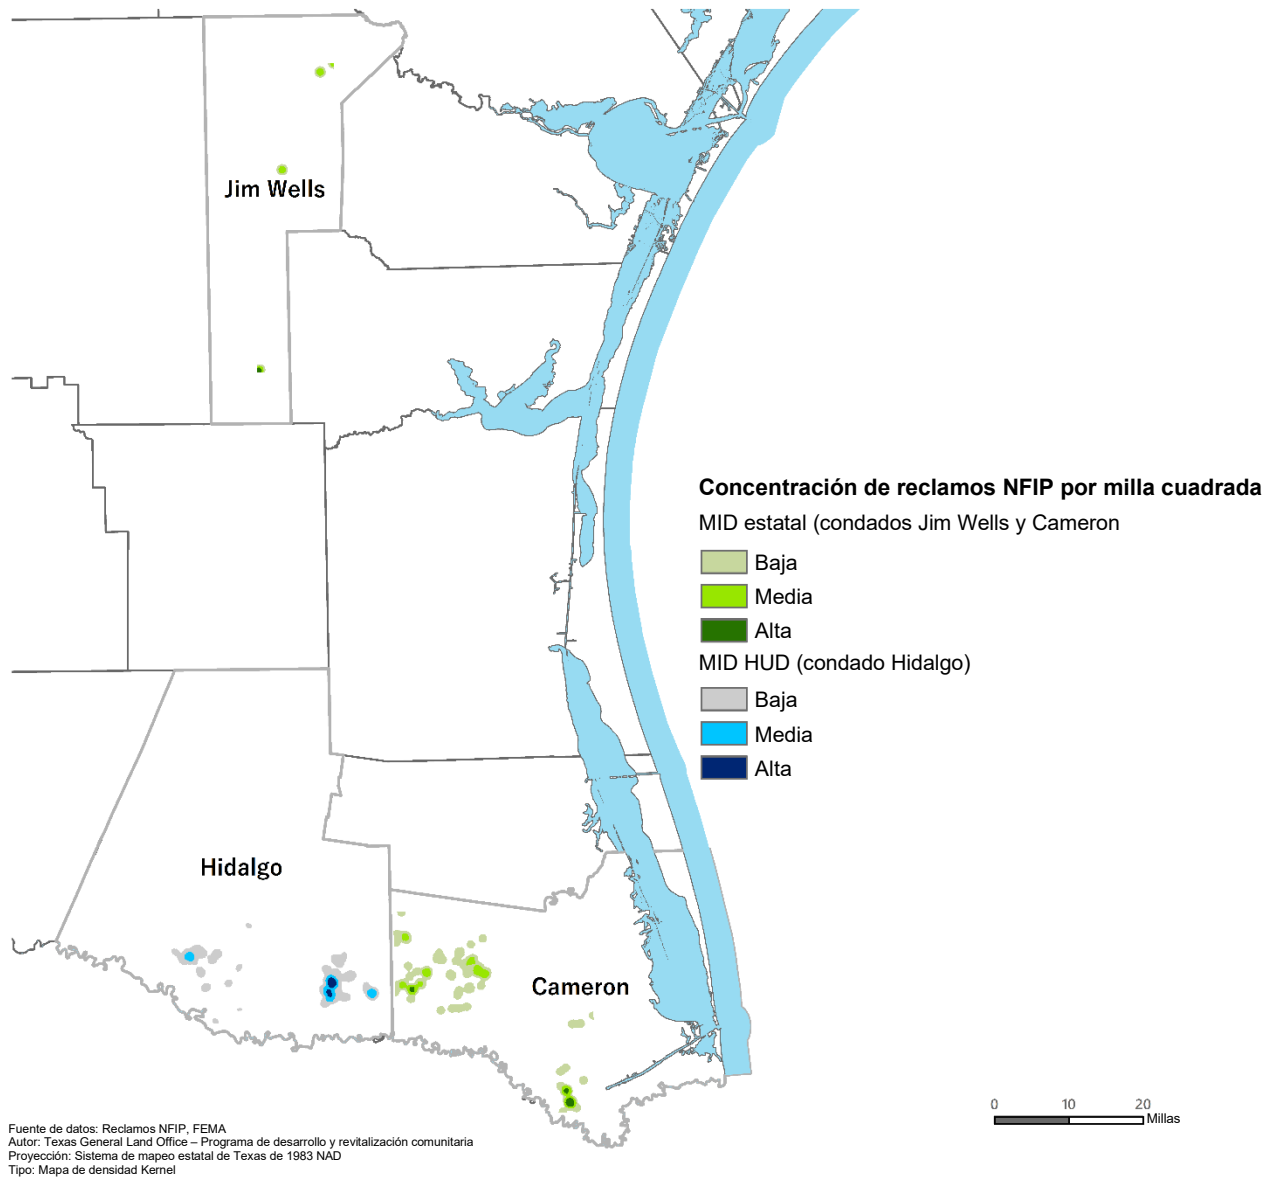 Jim Wells
Concentración de reclamos NFIP por milla cuadrada
MID estatal (condados Jim Wells y Cameron
Baja
Media
Alta
MID HUD (condado Hidalgo)
Baja
Media
Alta
Hidalgo
Cameron
0 10 20
Millas
Fuente de datos: Reclamos NFIP, FEMA
Autor: Texas General Land Office – Programa de desarrollo y revitalización comunitaria
Proyección: Sistema de mapeo estatal de Texas de 1983 NAD
Tipo: Mapa de densidad Kernel